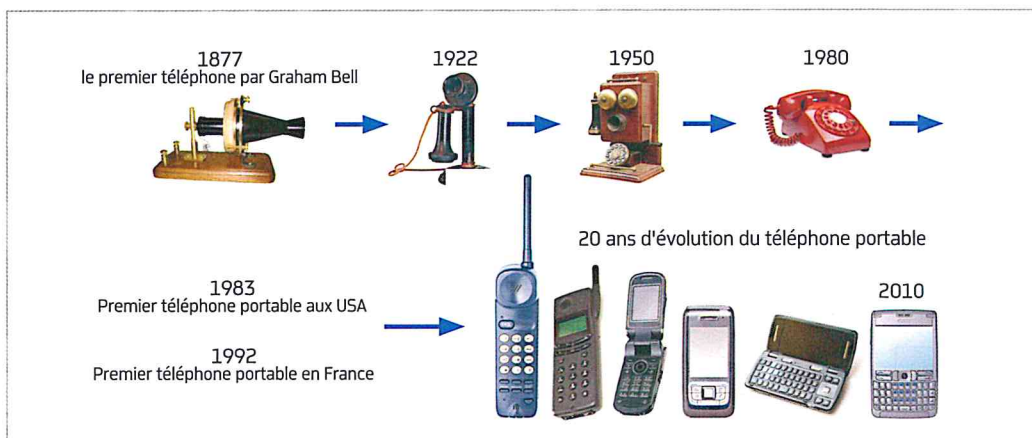 1877
le premier téléphone par Graham Bell
1922
1950
1980
20 ans d'évolution du téléphone portable
1983
Premier téléphone portable aux USA
1992
Premier téléphone portable en France
2010